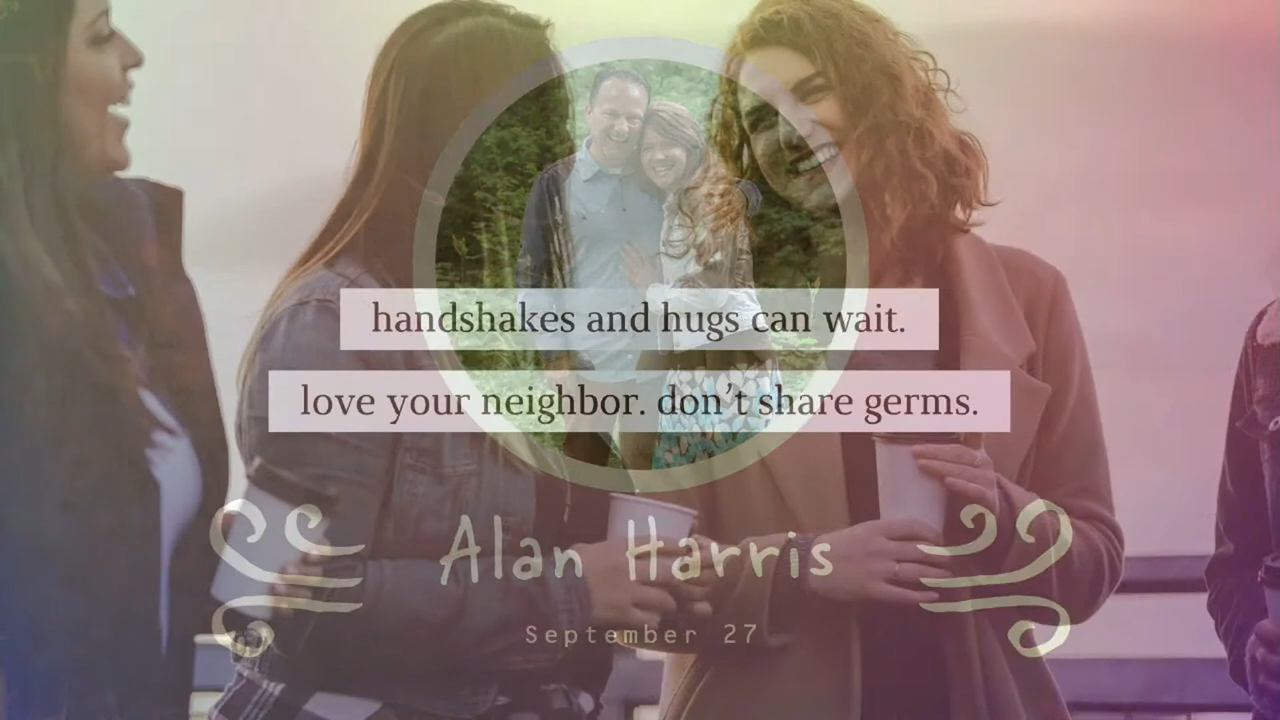 handshakes and hugs can wait.
love your neighbor. don’t share germs.
Alan Harris
September 27